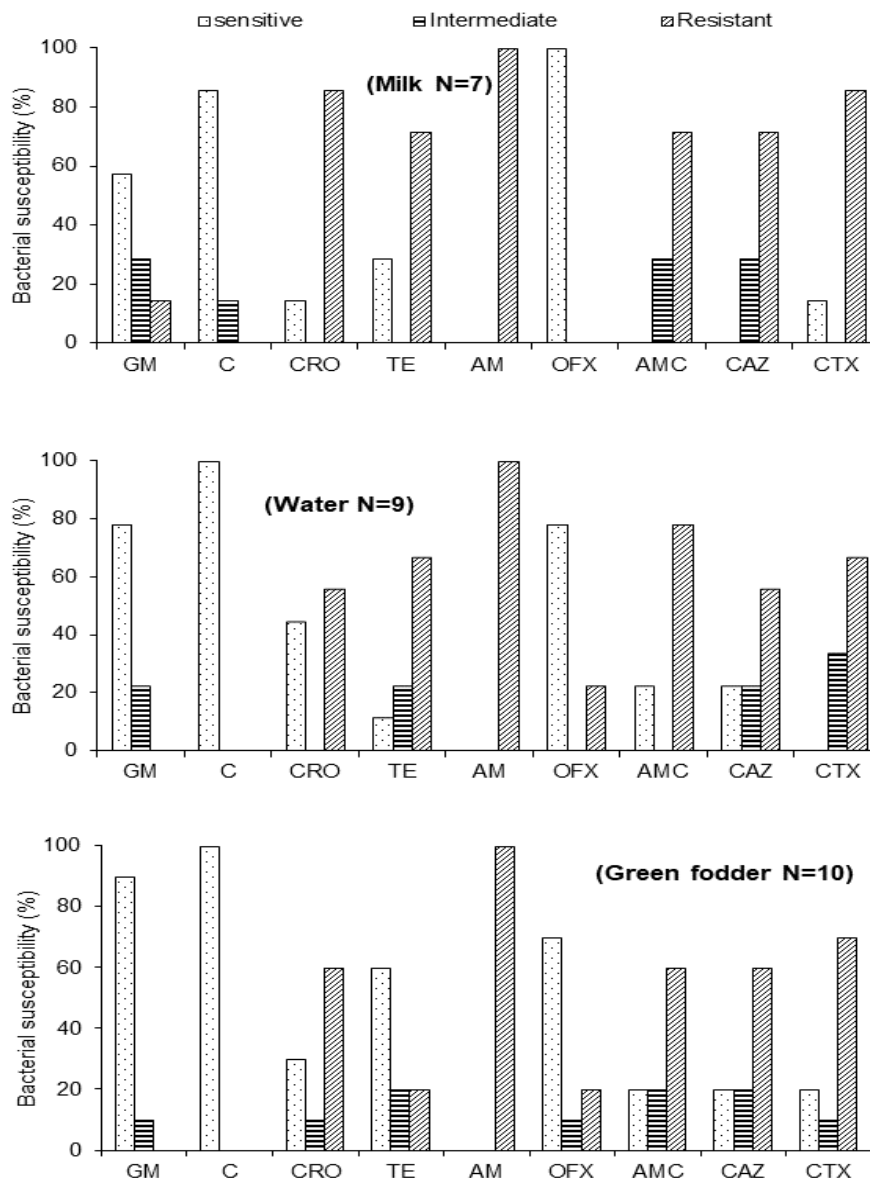 sensitive Intermediate Resistant
Bacterial susceptibility (%)
100
80
60
40
20
0
(Milk N=7)
GM C CRO TE AM OFX AMC CAZ CTX
Bacterial susceptibility (%)
100
80
60
40
20
0
(Water N=9)
GM C CRO TE AM OFX AMC CAZ CTX
Bacterial susceptibility (%)
100
80
60
40
20
0
(Green fodder N=10)
GM C CRO TE AM OFX AMC CAZ CTX